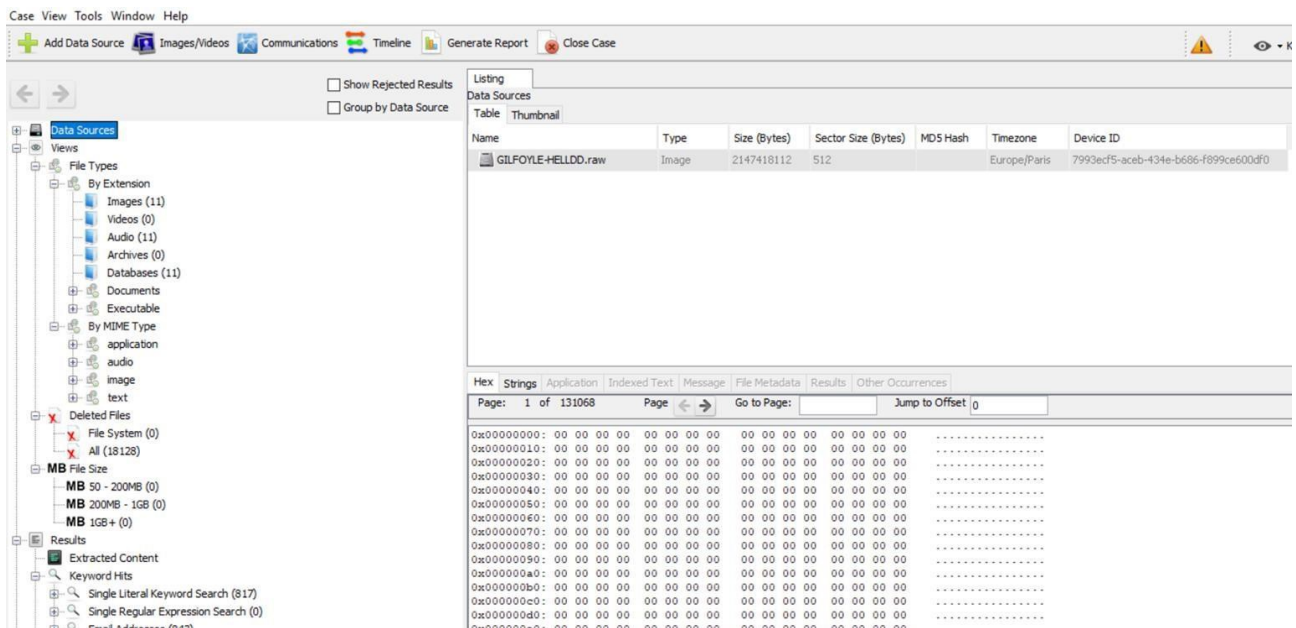 Case View Tools Window Help
Add Data Source Images/Videos Communications Timeline Generate Report Close Case
Show Rejected Results
Group by Data Source
Data Sources
Views
File Types
By Extension
Images (11)
Videos (0)
Audio (11)
Archives (0)
Databases (11)
Documents
Executable
By MIME Type
application
audio
image
text
Deleted Files
File System (0)
All (18128)
MB File Size
MB 50 - 200MB (0)
MB 200MB - 1GB (0)
MB 1GB+ (0)
Results
Extracted Content
Keyword Hits
Single Literal Keyword Search (817)
Single Regular Expression Search (0)
Listing
Data Sources
Table Thumbnail
Name Type Size (Bytes) Sector Size (Bytes) MD5 Hash Timezone Device ID
GILFOYLE-HELLDD.raw Image 2147418112 512 Europe/Paris 7993ecf5-aceb-434e-b686-f899ce600df0
Hex Strings Application Indexed Text Message File Metadata Results Other Occurrences
Page: 1 of 131068 Page Go to Page: Jump to Offset 0
0x00000000: 00 00 00 00 00 00 00 00 00 00 00 00 00 00 00 00 ................
0x00000010: 00 00 00 00 00 00 00 00 00 00 00 00 00 00 00 00 ................
0x00000020: 00 00 00 00 00 00 00 00 00 00 00 00 00 00 00 00 ................
0x00000030: 00 00 00 00 00 00 00 00 00 00 00 00 00 00 00 00 ................
0x00000040: 00 00 00 00 00 00 00 00 00 00 00 00 00 00 00 00 ................
0x00000050: 00 00 00 00 00 00 00 00 00 00 00 00 00 00 00 00 ................
0x00000060: 00 00 00 00 00 00 00 00 00 00 00 00 00 00 00 00 ................
0x00000070: 00 00 00 00 00 00 00 00 00 00 00 00 00 00 00 00 ................
0x00000080: 00 00 00 00 00 00 00 00 00 00 00 00 00 00 00 00 ................
0x00000090: 00 00 00 00 00 00 00 00 00 00 00 00 00 00 00 00 ................
0x000000a0: 00 00 00 00 00 00 00 00 00 00 00 00 00 00 00 00 ................
0x000000b0: 00 00 00 00 00 00 00 00 00 00 00 00 00 00 00 00 ................
0x000000c0: 00 00 00 00 00 00 00 00 00 00 00 00 00 00 00 00 ................
0x000000d0: 00 00 00 00 00 00 00 00 00 00 00 00 00 00 00 00 ................